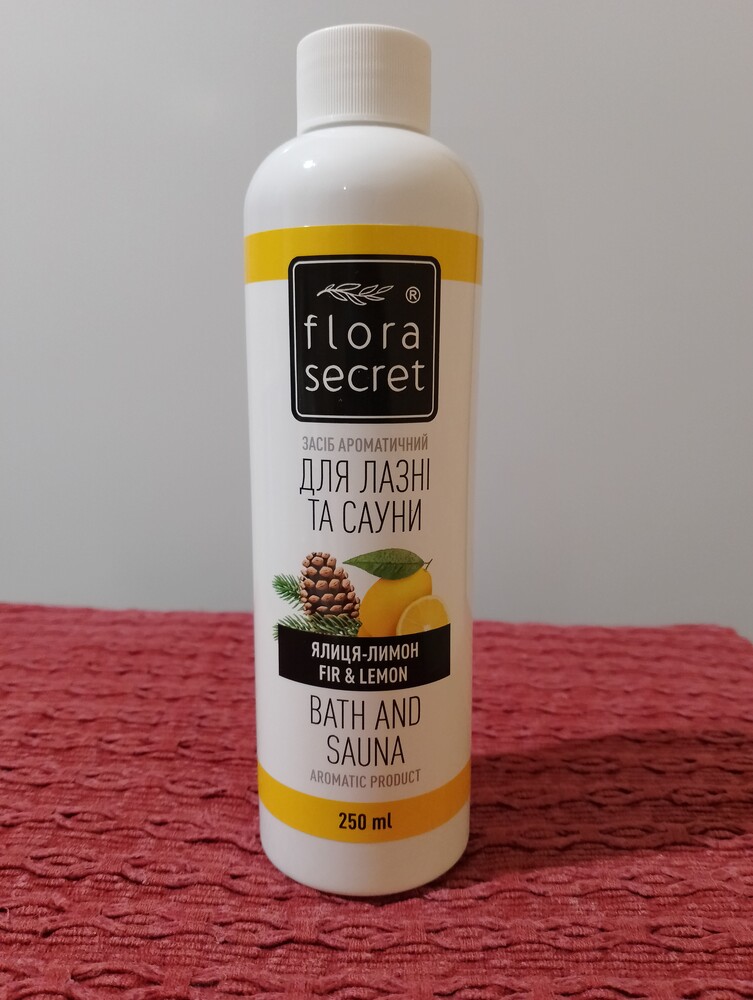 ®
flora
secret
ЗАСІБ АРОМАТИЧНИЙ
ДЛЯ ЛАЗНІ
ТА САУНИ
ЯЛИЦЯ-ЛИМОН
FIR & LEMON
BATH AND
SAUNA
AROMATIC PRODUCT
250 ml